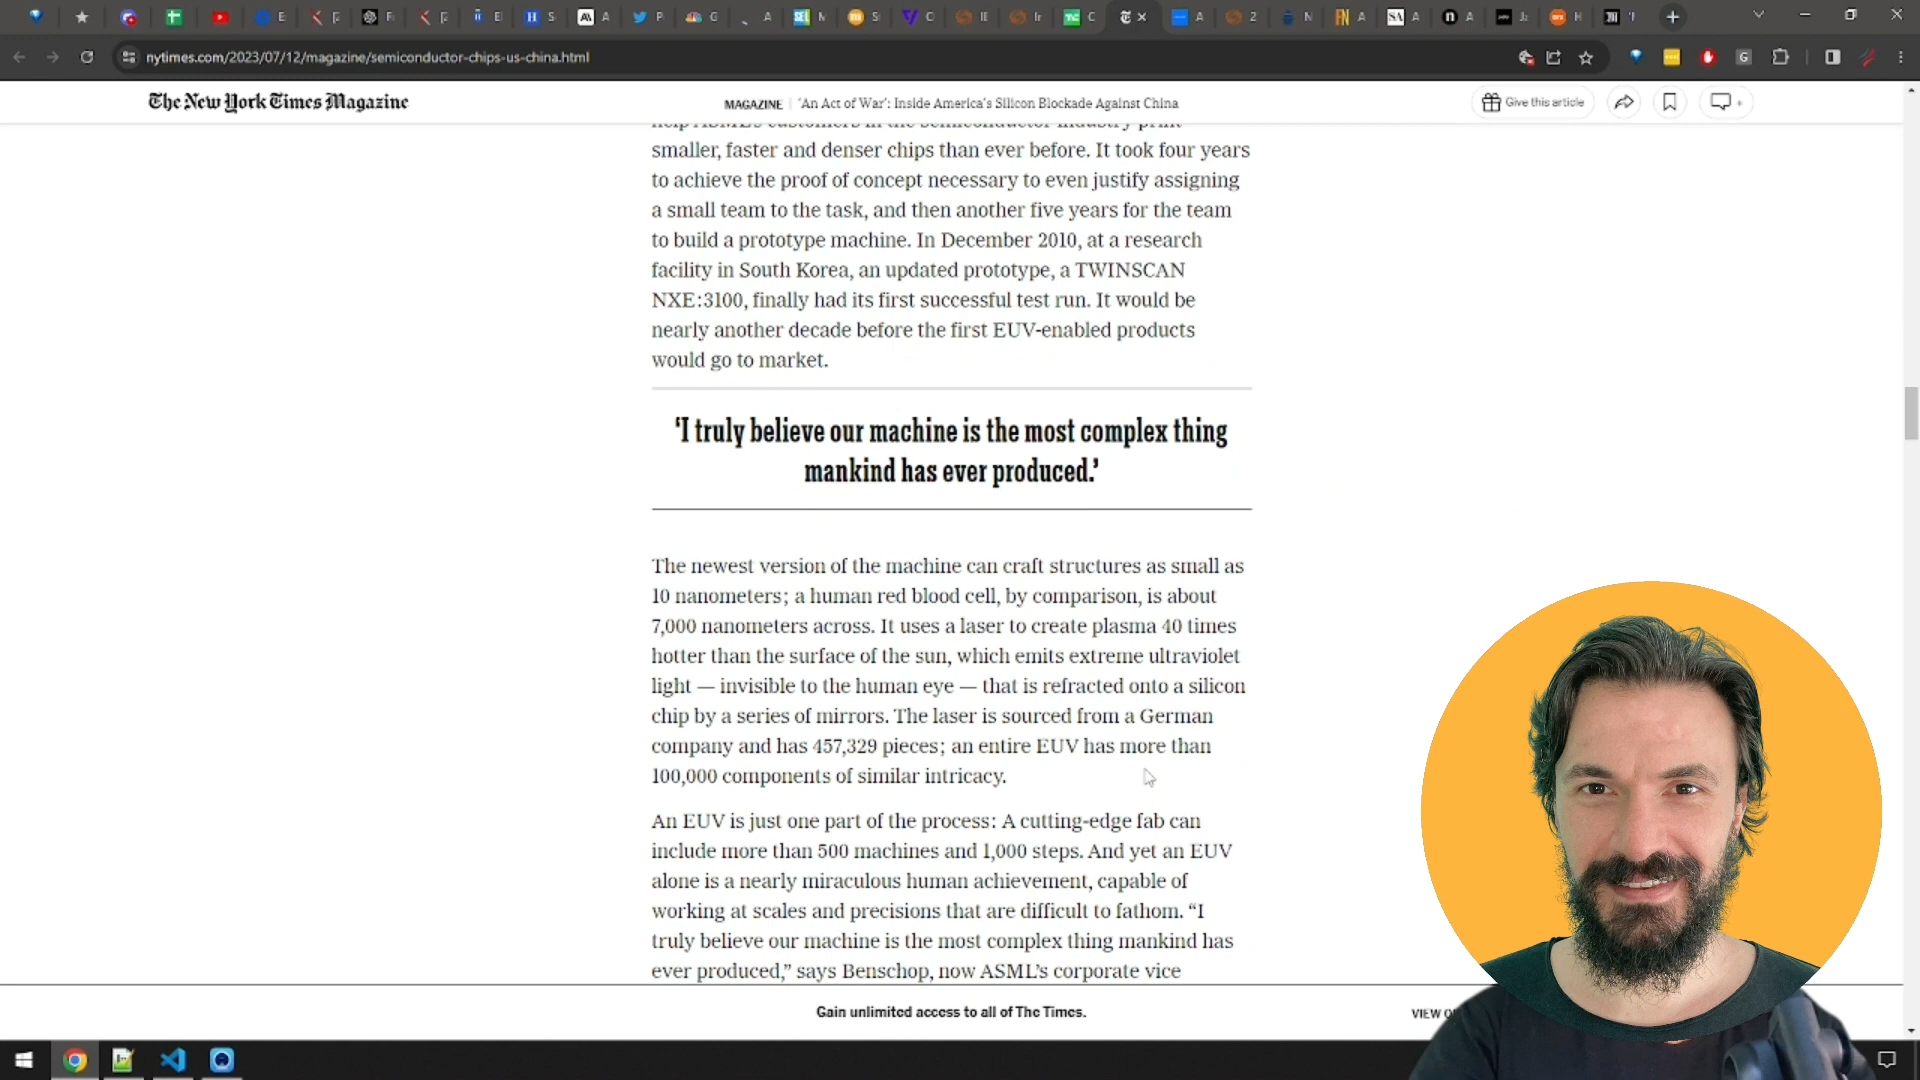 nytimes.com/2023/07/12/magazine/semiconductor-chips-us-china.html
The New York Times Magazine
MAGAZINE | 'An Act of War': Inside America's Silicon Blockade Against China
Give this article
help ASML's customers in the semiconductor industry print
smaller, faster and denser chips than ever before. It took four years
to achieve the proof of concept necessary to even justify assigning
a small team to the task, and then another five years for the team
to build a prototype machine. In December 2010, at a research
facility in South Korea, an updated prototype, a TWINSCAN
NXE:3100, finally had its first successful test run. It would be
nearly another decade before the first EUV-enabled products
would go to market.
'I truly believe our machine is the most complex thing
mankind has ever produced.'
The newest version of the machine can craft structures as small as
10 nanometers; a human red blood cell, by comparison, is about
7,000 nanometers across. It uses a laser to create plasma 40 times
hotter than the surface of the sun, which emits extreme ultraviolet
light — invisible to the human eye — that is refracted onto a silicon
chip by a series of mirrors. The laser is sourced from a German
company and has 457,329 pieces; an entire EUV has more than
100,000 components of similar intricacy.
An EUV is just one part of the process: A cutting-edge fab can
include more than 500 machines and 1,000 steps. And yet an EUV
alone is a nearly miraculous human achievement, capable of
working at scales and precisions that are difficult to fathom. “I
truly believe our machine is the most complex thing mankind has
ever produced,” says Benschop, now ASML's corporate vice
Gain unlimited access to all of The Times.
VIEW